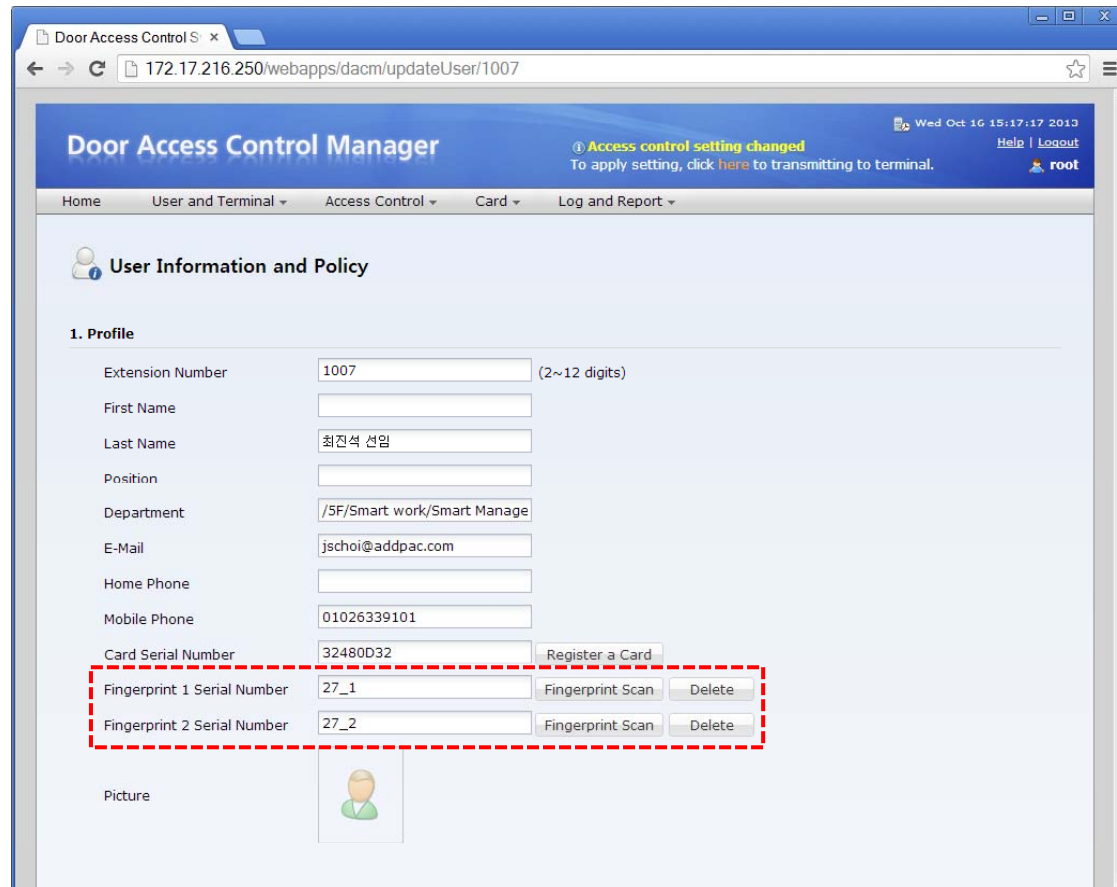 Door Access Control S
172.17.216.250/webapps/dacm/updateUser/1007
Wed Oct 16 15:17:17 2013
Door Access Control Manager
Access control setting changed
Help | Logout
To apply setting, click here to transmitting to terminal.
root
Home User and Terminal Access Control Card Log and Report
User Information and Policy
1. Profile
Extension Number 1007 (2~12 digits)
First Name
Last Name 최진석 선임
Position
Department /5F/Smart work/Smart Manage
E-Mail jschoi@addpac.com
Home Phone
Mobile Phone 01026339101
Card Serial Number 32480D32 Register a Card
Fingerprint 1 Serial Number 27_1 Fingerprint Scan Delete
Fingerprint 2 Serial Number 27_2 Fingerprint Scan Delete
Picture